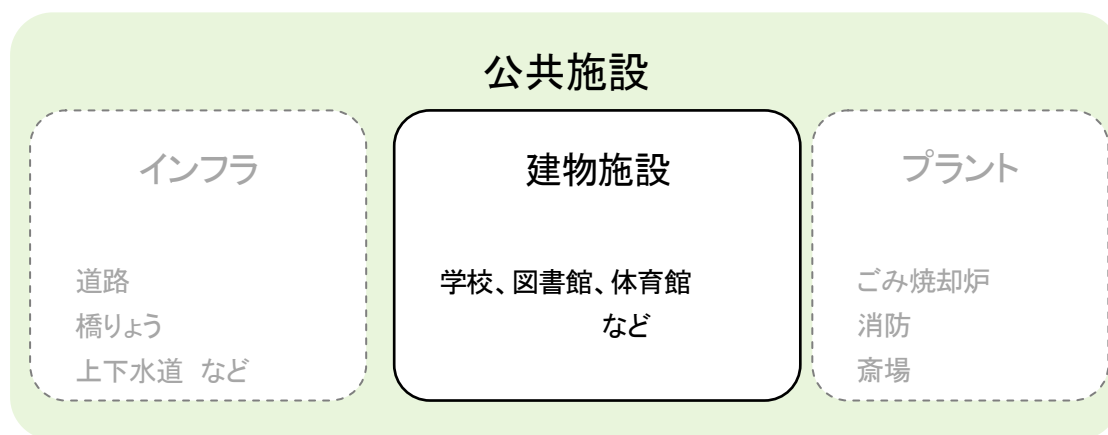 公共施設
インフラ
道路
橋りょう
上下水道 など
建物施設
学校、図書館、体育館
など
プラント
ごみ焼却炉
消防
斎場